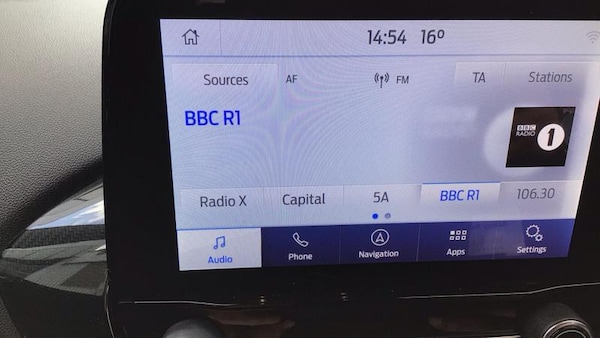 14:54 16°
Sources AF FM TA Stations
BBC R1
BBC
RADIO 1
Radio X Capital 5A BBC R1 106.30
Audio Phone Navigation Apps Settings